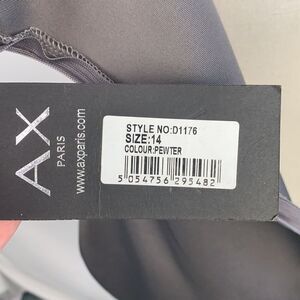 AX
PARIS
www.axparis.com
STYLE NO:D1176
SIZE:14
COLOUR:PEWTER
5 054756 295482